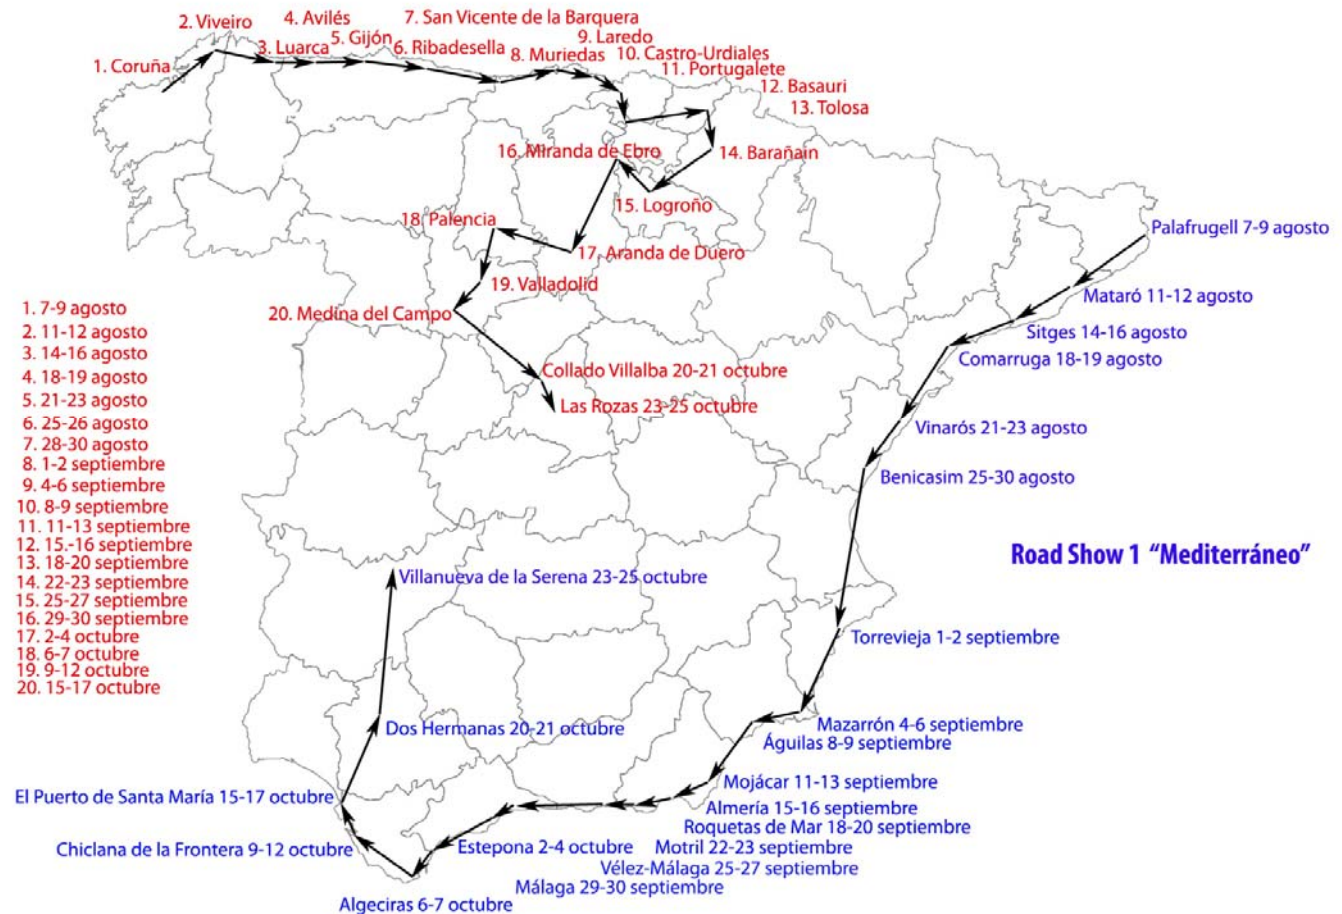 2. Viveiro
4. Avilés
7. San Vicente de la Barquera
9. Laredo
5. Gijón
3. Luarca
6. Ribadesella
8. Muriedas
10. Castro-Urdiales
1. Coruña
11. Portugalete
12. Basauri
13. Tolosa
16. Miranda de Ebro
14. Barañain
15. Logroño
18. Palencia
17. Aranda de Duero
19. Valladolid
20. Medina del Campo
Collado Villalba 20-21 octubre
Las Rozas 23-25 octubre
1. 7-9 agosto
2. 11-12 agosto
3. 14-16 agosto
4. 18-19 agosto
5. 21-23 agosto
6. 25-26 agosto
7. 28-30 agosto
8. 1-2 septiembre
9. 4-6 septiembre
10. 8-9 septiembre
11. 11-13 septiembre
12. 15.-16 septiembre
13. 18-20 septiembre
14. 22-23 septiembre
15. 25-27 septiembre
16. 29-30 septiembre
17. 2-4 octubre
18. 6-7 octubre
19. 9-12 octubre
20. 15-17 octubre
Palafrugell 7-9 agosto
Mataró 11-12 agosto
Sitges 14-16 agosto
Comarruga 18-19 agosto
Vinarós 21-23 agosto
Benicasim 25-30 agosto
Road Show 1 “Mediterráneo”
Torrevieja 1-2 septiembre
Mazarrón 4-6 septiembre
Águilas 8-9 septiembre
Mojácar 11-13 septiembre
Almería 15-16 septiembre
Roquetas de Mar 18-20 septiembre
Motril 22-23 septiembre
Vélez-Málaga 25-27 septiembre
Málaga 29-30 septiembre
Estepona 2-4 octubre
Algeciras 6-7 octubre
Chiclana de la Frontera 9-12 octubre
El Puerto de Santa María 15-17 octubre
Dos Hermanas 20-21 octubre
Villanueva de la Serena 23-25 octubre